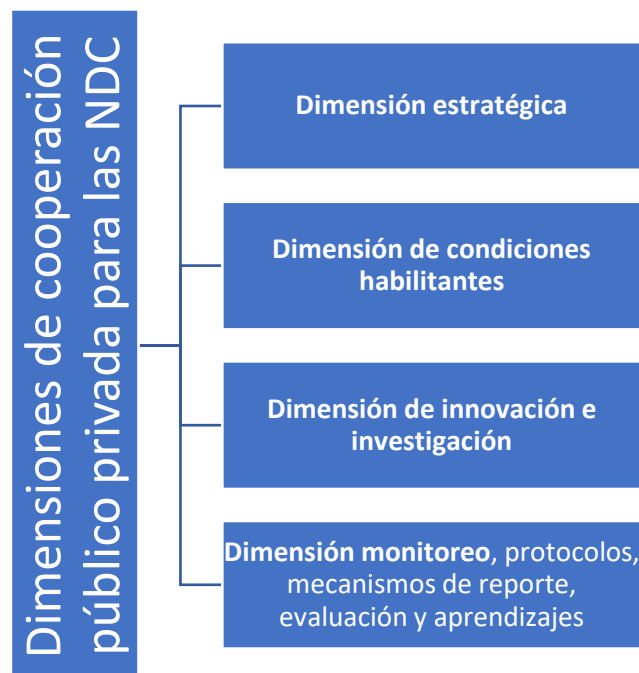 Dimensiones de cooperación
público privada para las NDC
Dimensión estratégica
Dimensión de condiciones
habilitantes
Dimensión de innovación e
investigación
Dimensión monitoreo, protocolos,
mecanismos de reporte,
evaluación y aprendizajes